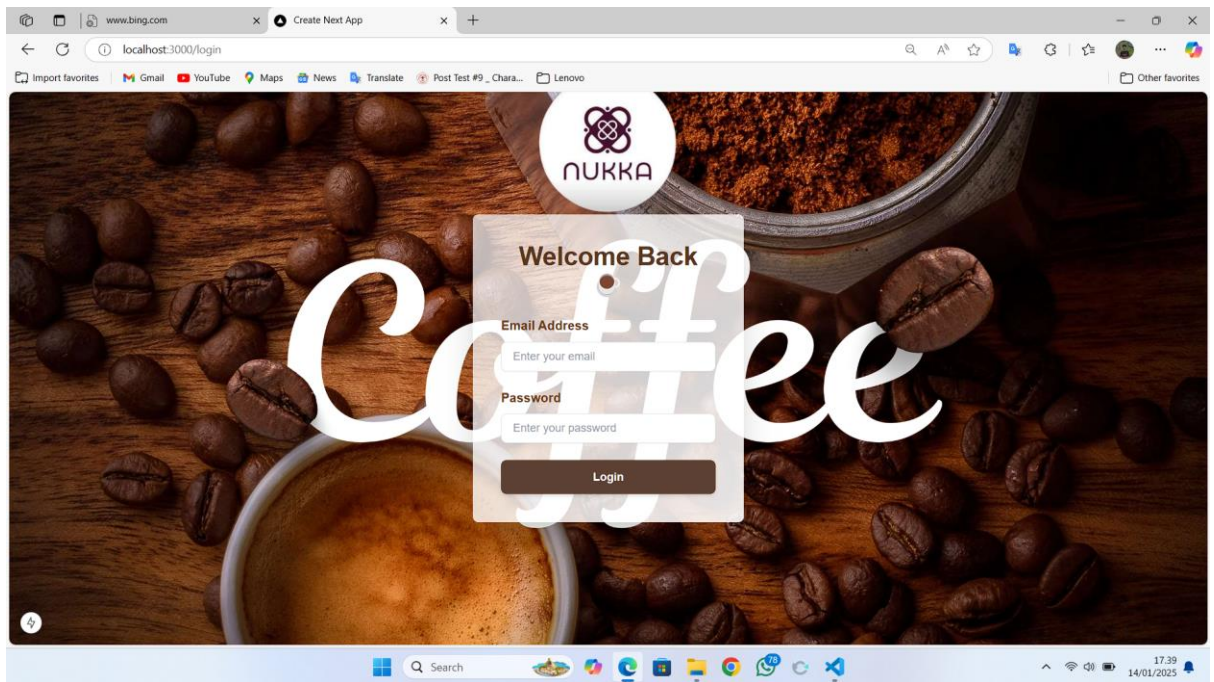 www.bing.com
Create Next App
localhost:3000/login
Import favorites Gmail YouTube Maps News Translate Post Test #9 _ Chara... Lenovo Other favorites
NUKKA
Coffee
Welcome Back
Email Address
Enter your email
Password
Enter your password
Login
Search
78
17.39
14/01/2025